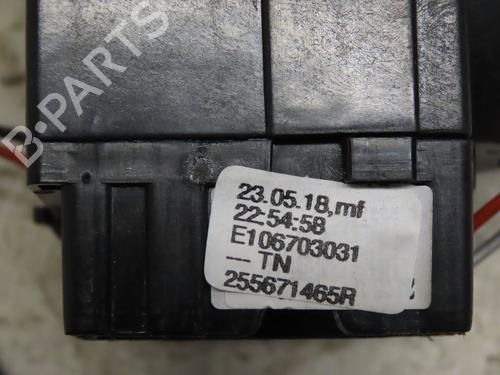 B-PARTS
23.05.18,mf
22:54:58
E106703031
--- TN
255671465R